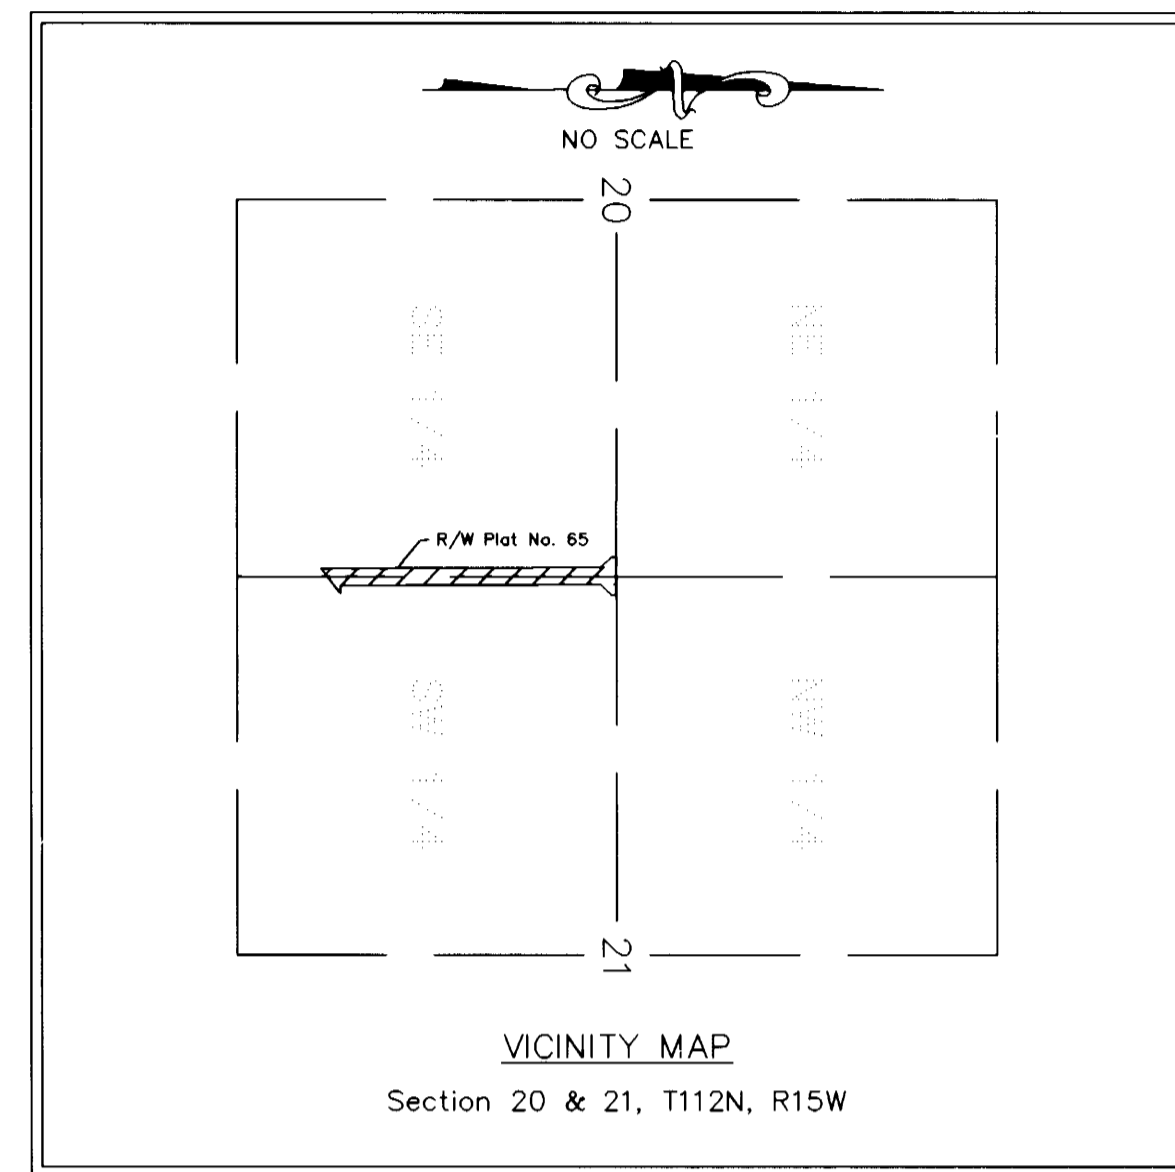 NO SCALE
20
SE 1/4
NE 1/4
R/W Plat No. 65
SW 1/4
NW 1/4
21
VICINITY MAP
Section 20 & 21, T112N, R15W